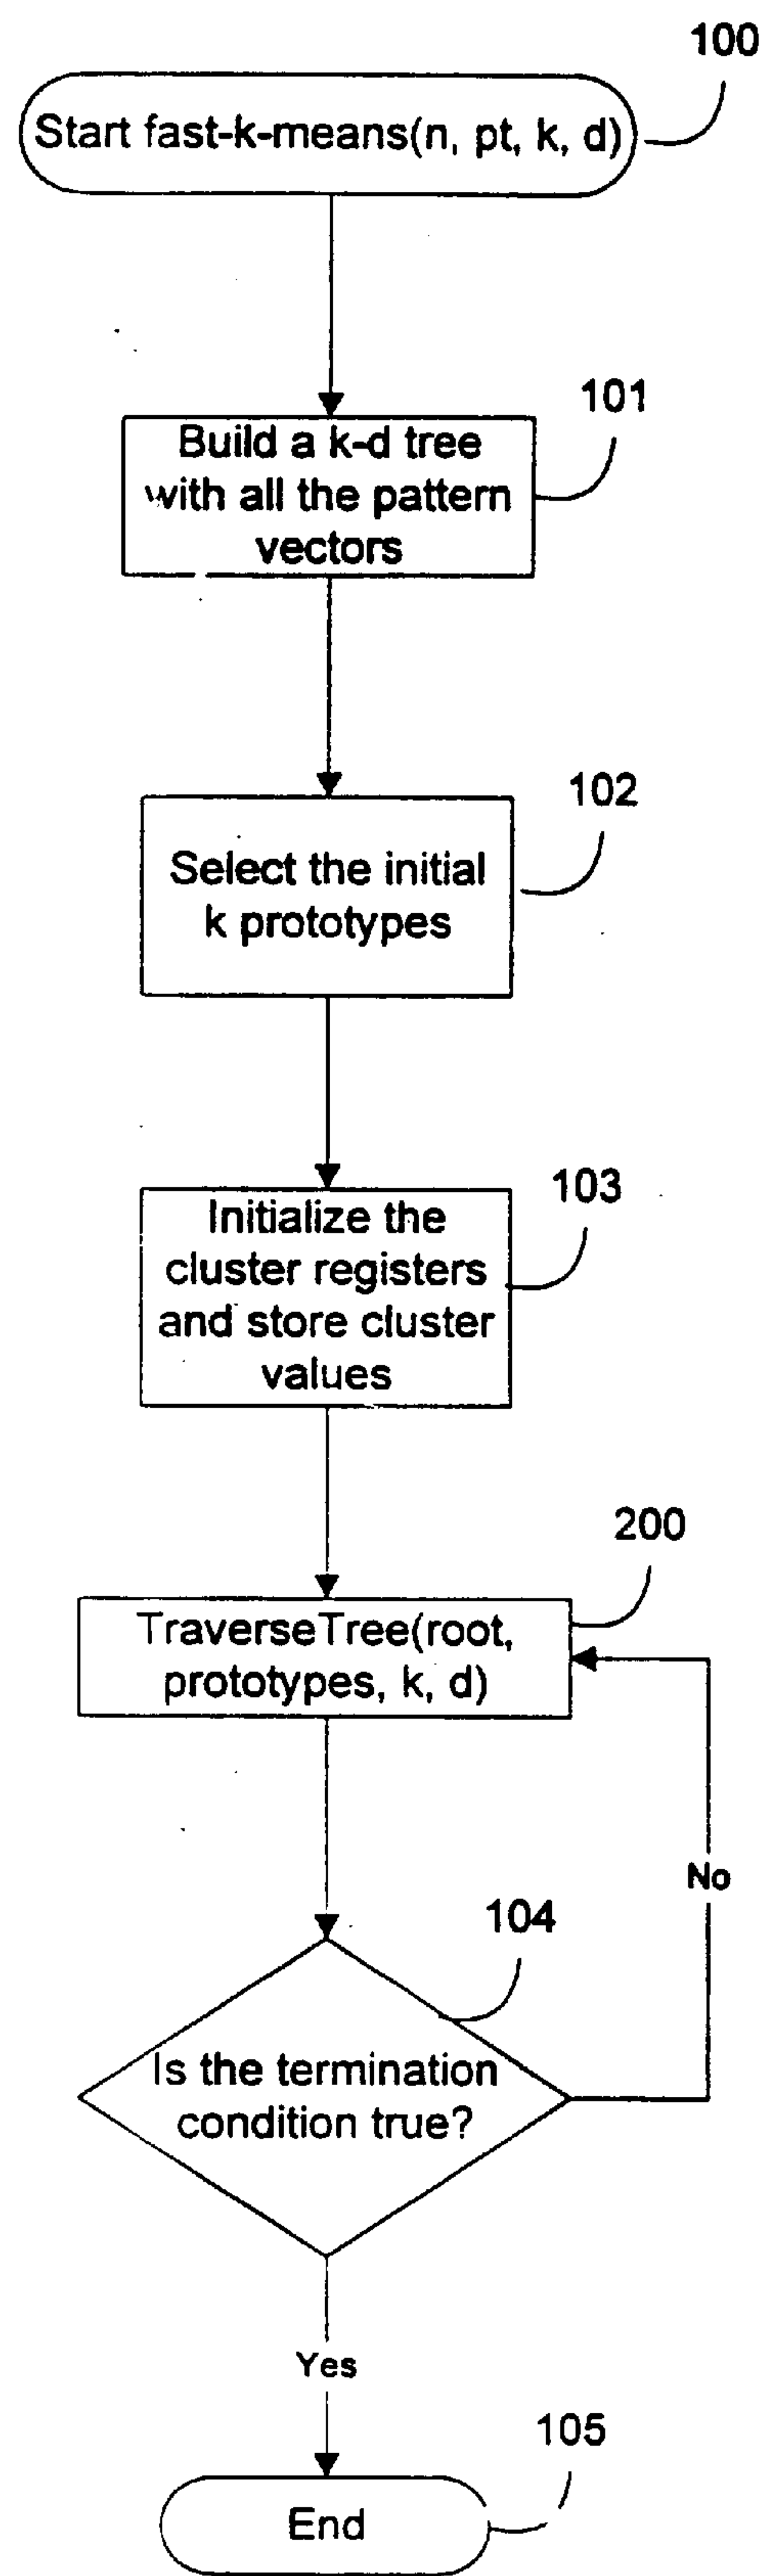 100
Start fast-k-means(n, pt, k, d)
101
Build a k-d tree
with all the pattern
vectors
102
Select the initial
k prototypes
103
Initialize the
cluster registers
and store cluster
values
200
TraverseTree(root,
prototypes, k, d)
No
104
Is the termination
condition true?
Yes
105
End